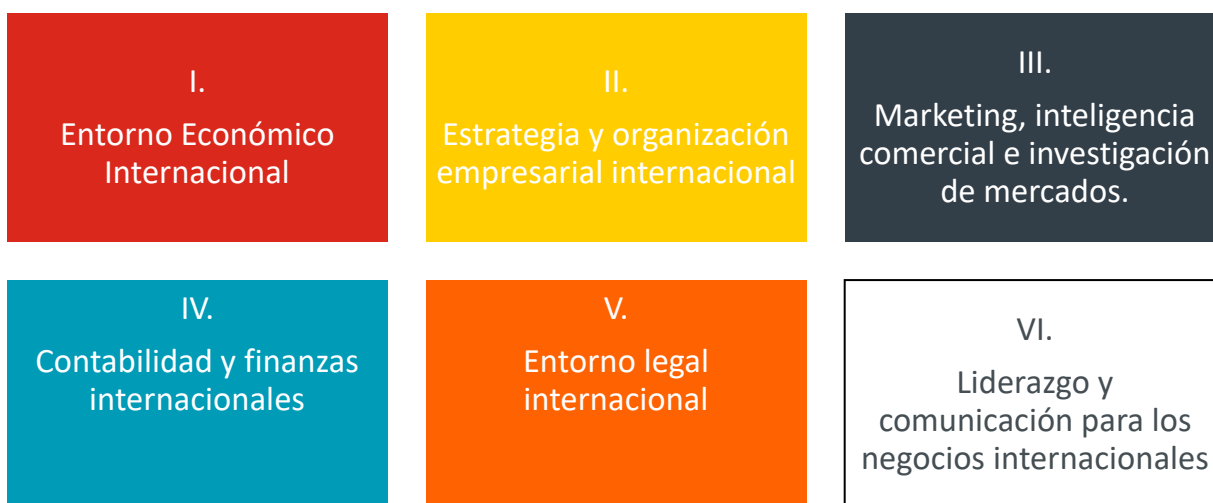 I.
Entorno Económico
Internacional
II.
Estrategia y organización
empresarial internacional
III.
Marketing, inteligencia
comercial e investigación
de mercados.
IV.
Contabilidad y finanzas
internacionales
V.
Entorno legal
internacional
VI.
Liderazgo y
comunicación para los
negocios internacionales